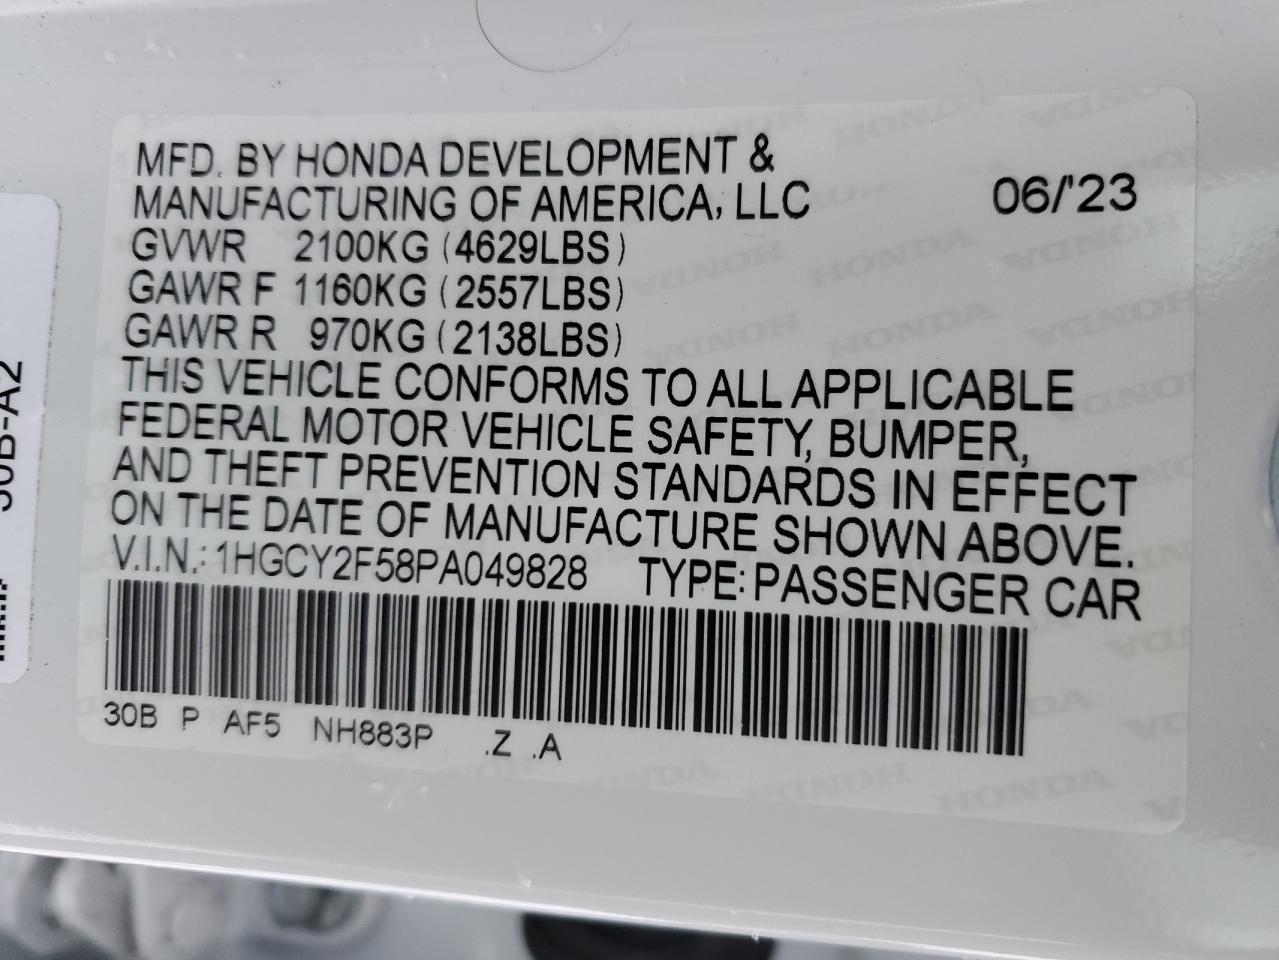 MFD. BY HONDA DEVELOPMENT &
MANUFACTURING OF AMERICA, LLC 06/'23
GVWR 2100KG (4629LBS)
GAWR F 1160KG (2557LBS)
GAWR R 970KG (2138LBS)
THIS VEHICLE CONFORMS TO ALL APPLICABLE
FEDERAL MOTOR VEHICLE SAFETY, BUMPER,
AND THEFT PREVENTION STANDARDS IN EFFECT
ON THE DATE OF MANUFACTURE SHOWN ABOVE.
V.I.N.: 1HGCY2F58PA049828 TYPE: PASSENGER CAR
30B P AF5 NH883P .Z .A
30B-A2